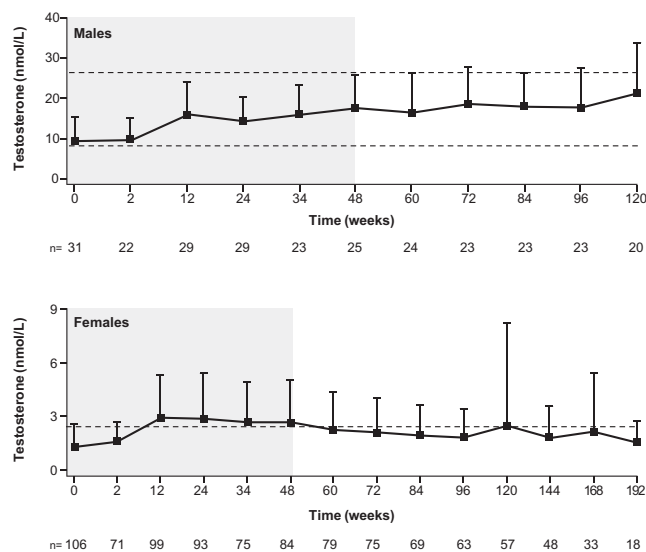 Males
Testosterone (nmol/L)
40
30
20
10
0
0 2 12 24 34 48 60 72 84 96 120
Time (weeks)
n= 31 22 29 29 23 25 24 23 23 23 20
Females
Testosterone (nmol/L)
9
6
3
0
0 2 12 24 34 48 60 72 84 96 120 144 168 192
Time (weeks)
n= 106 71 99 93 75 84 79 75 69 63 57 48 33 18